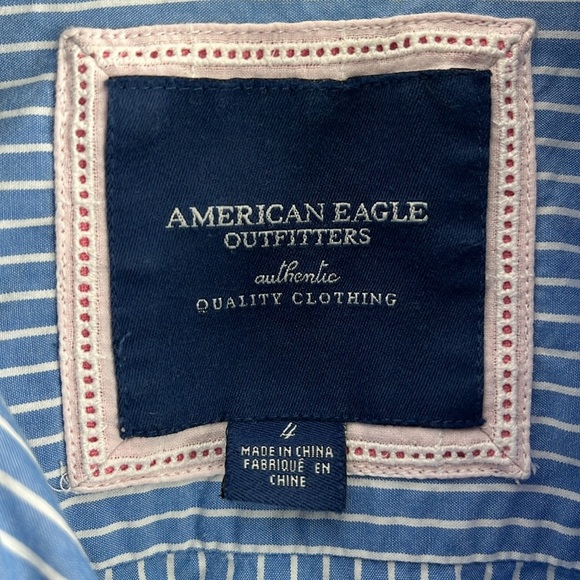 AMERICAN EAGLE
OUTFITTERS
authentic
QUALITY CLOTHING
4
MADE IN CHINA
FABRIQUÉ EN
CHINE